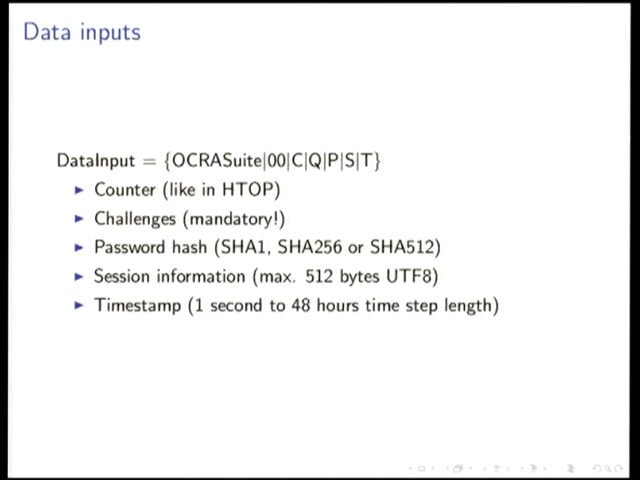 Data inputs
DataInput = {OCRASuite|00|C|Q|P|S|T}
Counter (like in HTOP)
Challenges (mandatory!)
Password hash (SHA1, SHA256 or SHA512)
Session information (max. 512 bytes UTF8)
Timestamp (1 second to 48 hours time step length)